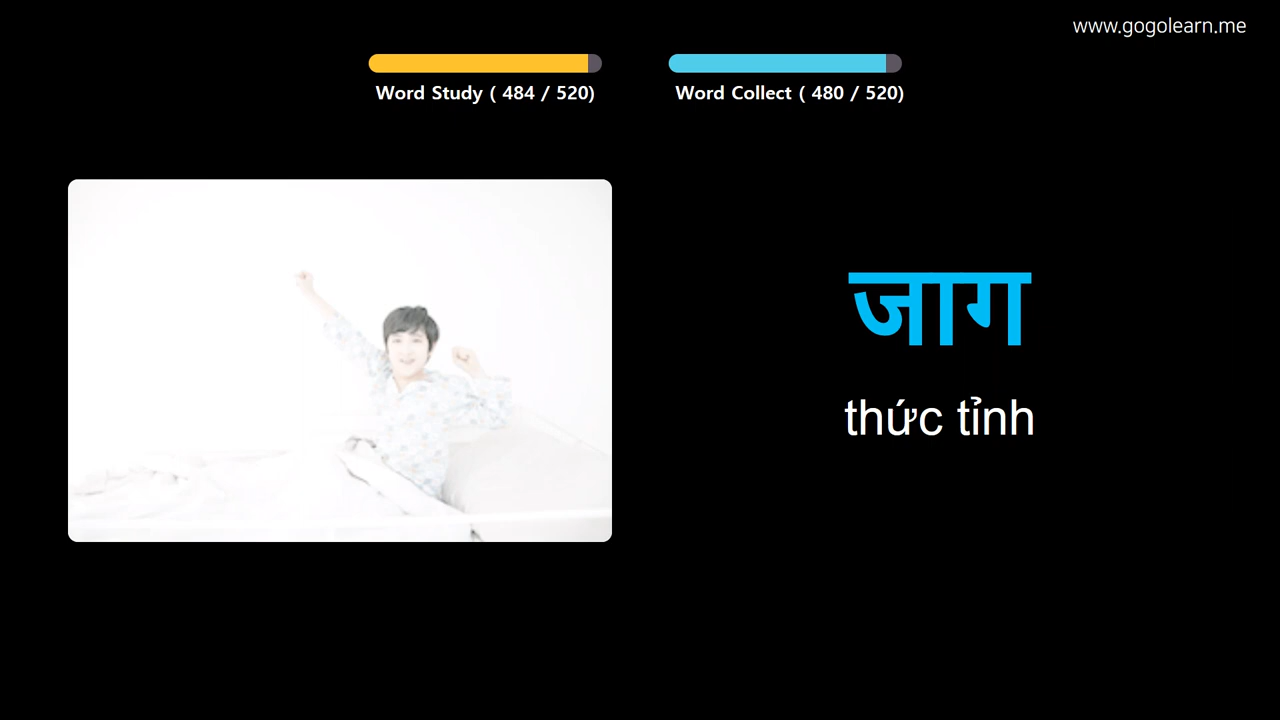 www.gogolearn.me
Word Study ( 484 / 520)
Word Collect ( 480 / 520)
जाग
thức tỉnh